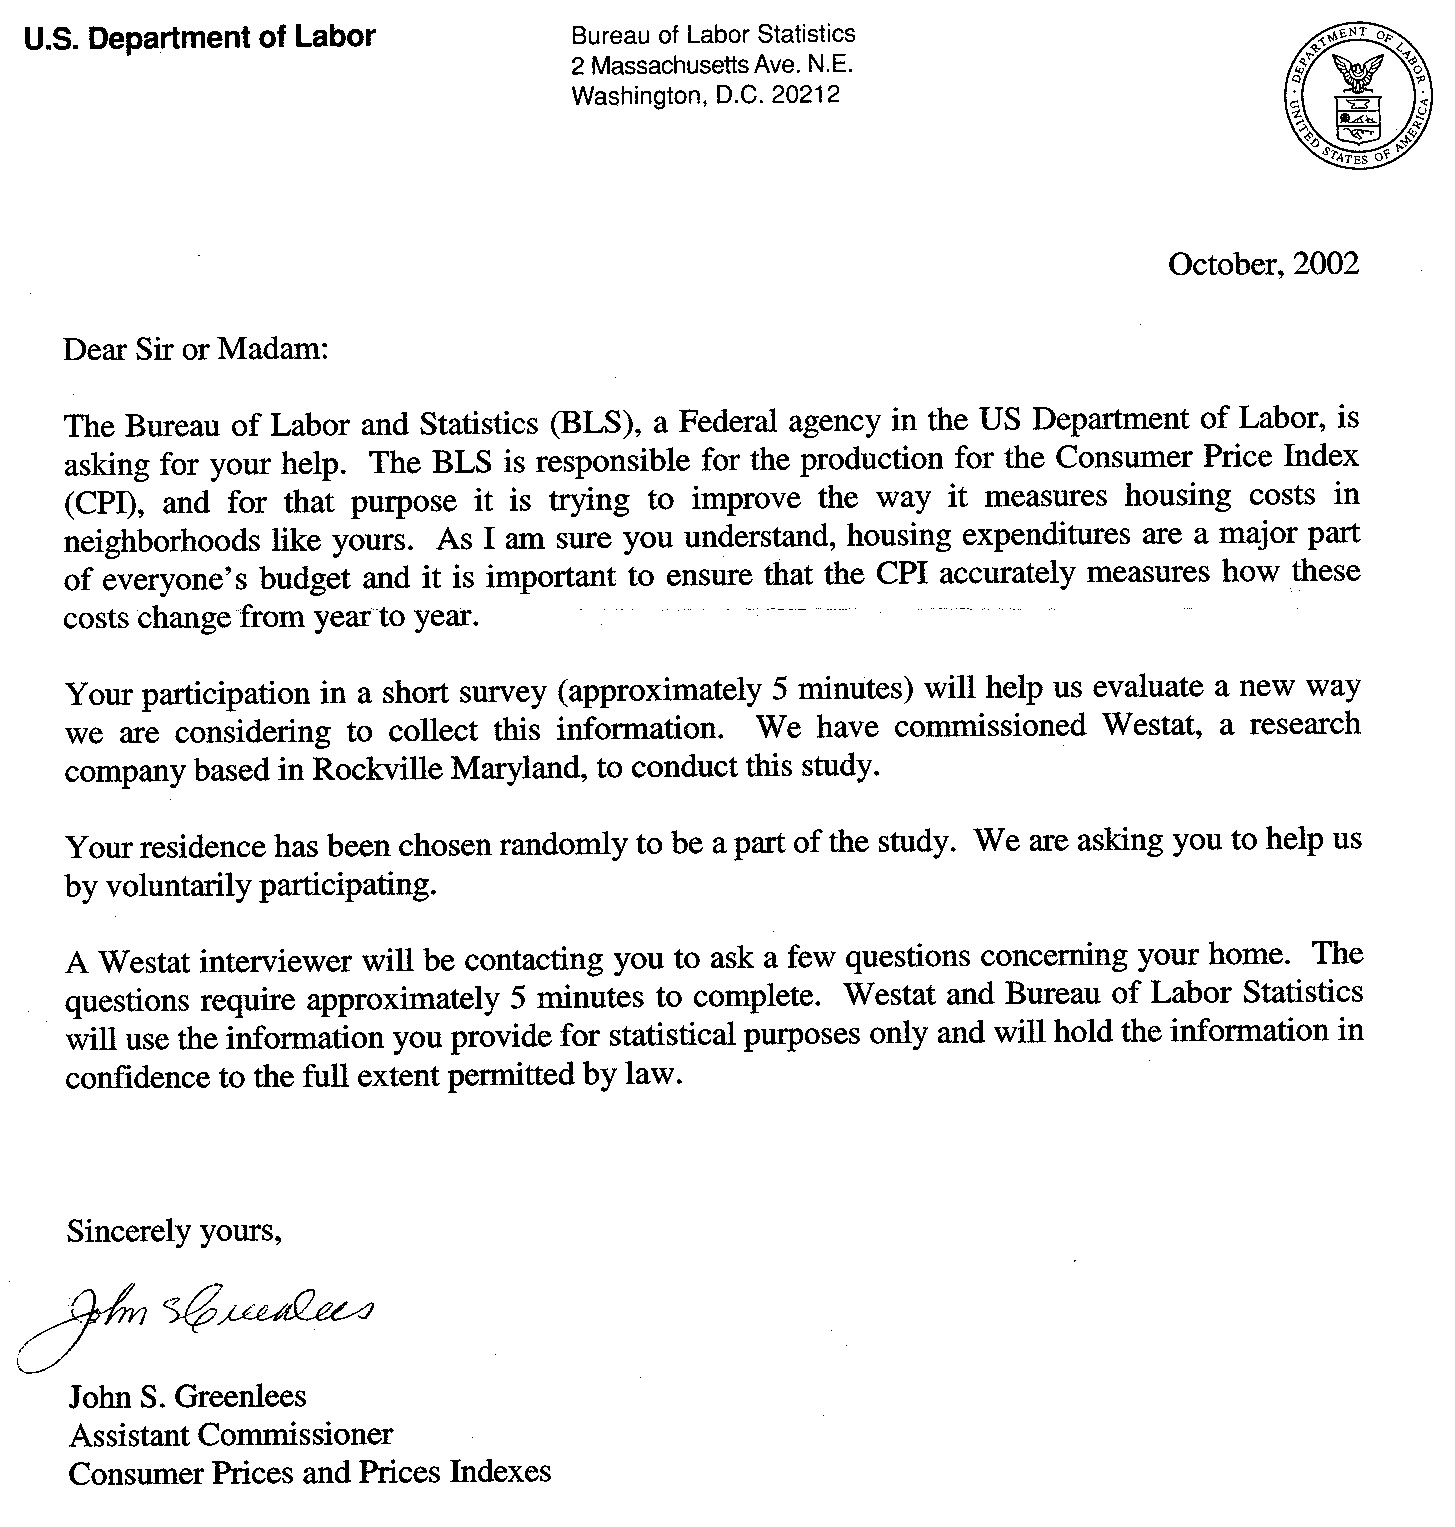 U.S. Department of Labor
Bureau of Labor Statistics
2 Massachusetts Ave. N.E.
Washington, D.C. 20212
DEPARTMENT OF LABOR
UNITED STATES OF AMERICA
October, 2002
Dear Sir or Madam:
The Bureau of Labor and Statistics (BLS), a Federal agency in the US Department of Labor, is
asking for your help. The BLS is responsible for the production for the Consumer Price Index
(CPI), and for that purpose it is trying to improve the way it measures housing costs in
neighborhoods like yours. As I am sure you understand, housing expenditures are a major part
of everyone's budget and it is important to ensure that the CPI accurately measures how these
costs change from year to year.
Your participation in a short survey (approximately 5 minutes) will help us evaluate a new way
we are considering to collect this information. We have commissioned Westat, a research
company based in Rockville Maryland, to conduct this study.
Your residence has been chosen randomly to be a part of the study. We are asking you to help us
by voluntarily participating.
A Westat interviewer will be contacting you to ask a few questions concerning your home. The
questions require approximately 5 minutes to complete. Westat and Bureau of Labor Statistics
will use the information you provide for statistical purposes only and will hold the information in
confidence to the full extent permitted by law.
Sincerely yours,
John S Greenlees
John S. Greenlees
Assistant Commissioner
Consumer Prices and Prices Indexes